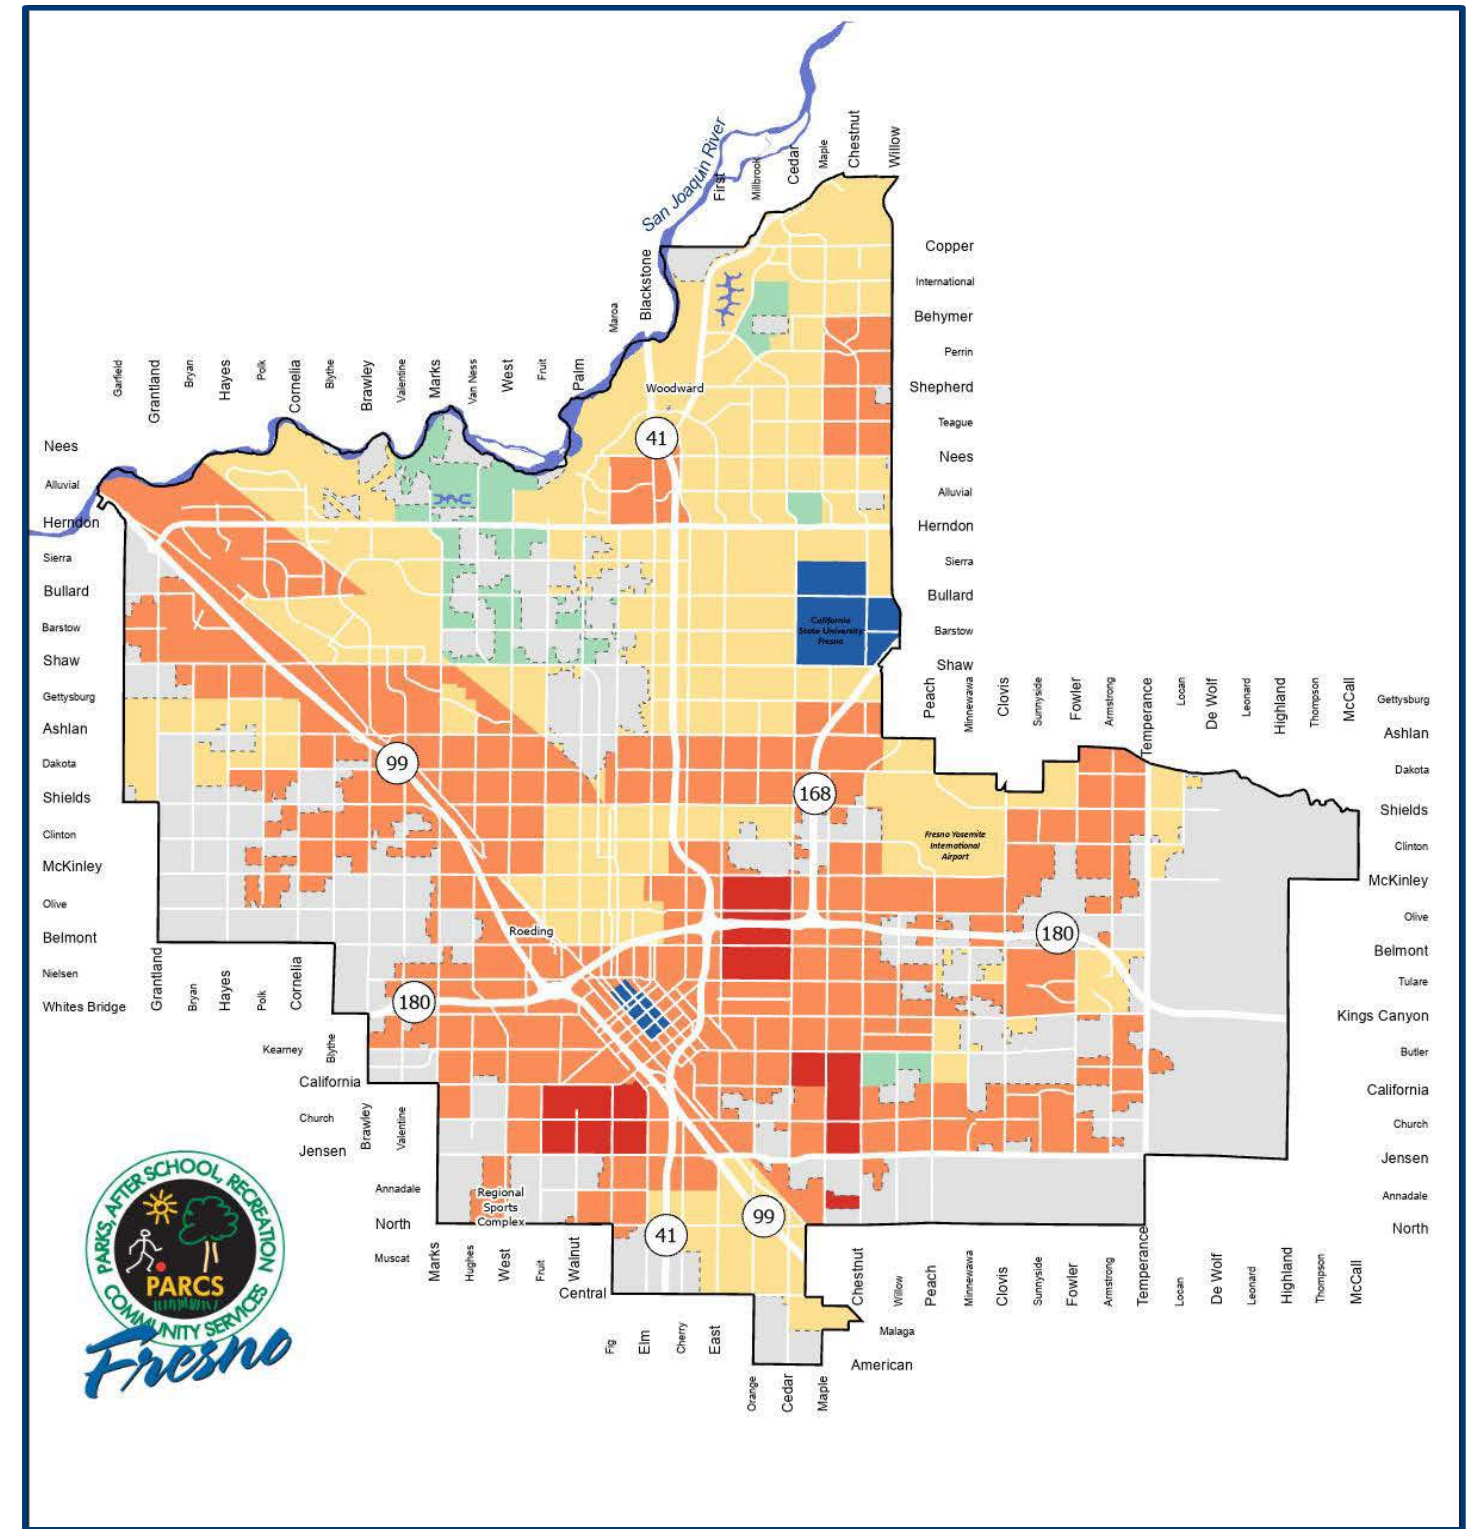 San Joaquin River
First
Millbrook
Cedar
Maple
Chestnut
Willow
Copper
International
Behymer
Perrin
Shepherd
Teague
Nees
Alluvial
Herndon
Sierra
Bullard
Barstow
Shaw
Maroa
Blackstone
Garfield
Grantland
Bryan
Hayes
Polk
Cornelia
Blythe
Brawley
Valentine
Marks
Van Ness
West
Fruit
Palm
Woodward
41
Nees
Alluvial
Herndon
Sierra
Bullard
Barstow
Shaw
Gettysburg
Ashlan
Dakota
Shields
Clinton
McKinley
Olive
Belmont
Nielsen
Whites Bridge
California
State University
Fresno
Peach
Minnewawa
Clovis
Sunnyside
Fowler
Armstrong
Temperance
Locan
De Wolf
Leonard
Highland
Thompson
McCall
Gettysburg
Ashlan
Dakota
Shields
Clinton
McKinley
Olive
Belmont
Tulare
Kings Canyon
Butler
California
Church
Jensen
Annadale
North
99
168
Fresno Yosemite
International
Airport
Roeding
180
180
Grantland
Bryan
Hayes
Polk
Cornelia
Kearney
Blythe
California
Church
Jensen
Brawley
Valentine
Annadale
North
Muscat
Regional
Sports
Complex
41
99
Marks
Hughes
West
Fruit
Walnut
Central
Chestnut
Willow
Peach
Minnewawa
Clovis
Sunnyside
Fowler
Armstrong
Temperance
Locan
De Wolf
Leonard
Highland
Thompson
McCall
Fig
Elm
Cherry
East
Malaga
American
Orange
Cedar
Maple
PARKS, AFTER SCHOOL, RECREATION
PARCS
COMMUNITY SERVICES
Fresno